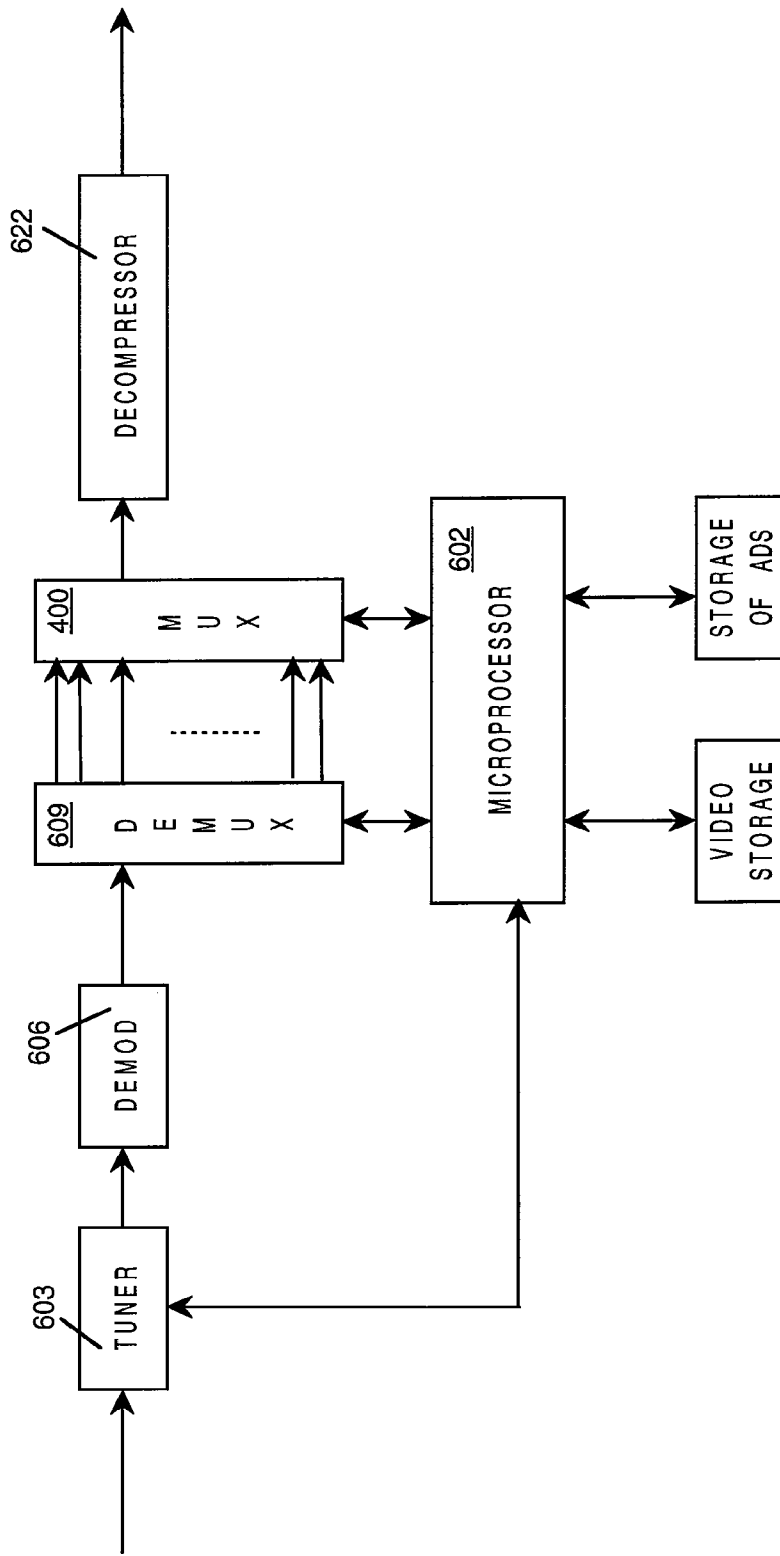 603
TUNER
606
DEMOD
609
DEMUX
400
MUX
622
DECOMPRESSOR
602
MICROPROCESSOR
VIDEO
STORAGE
STORAGE
OF ADS